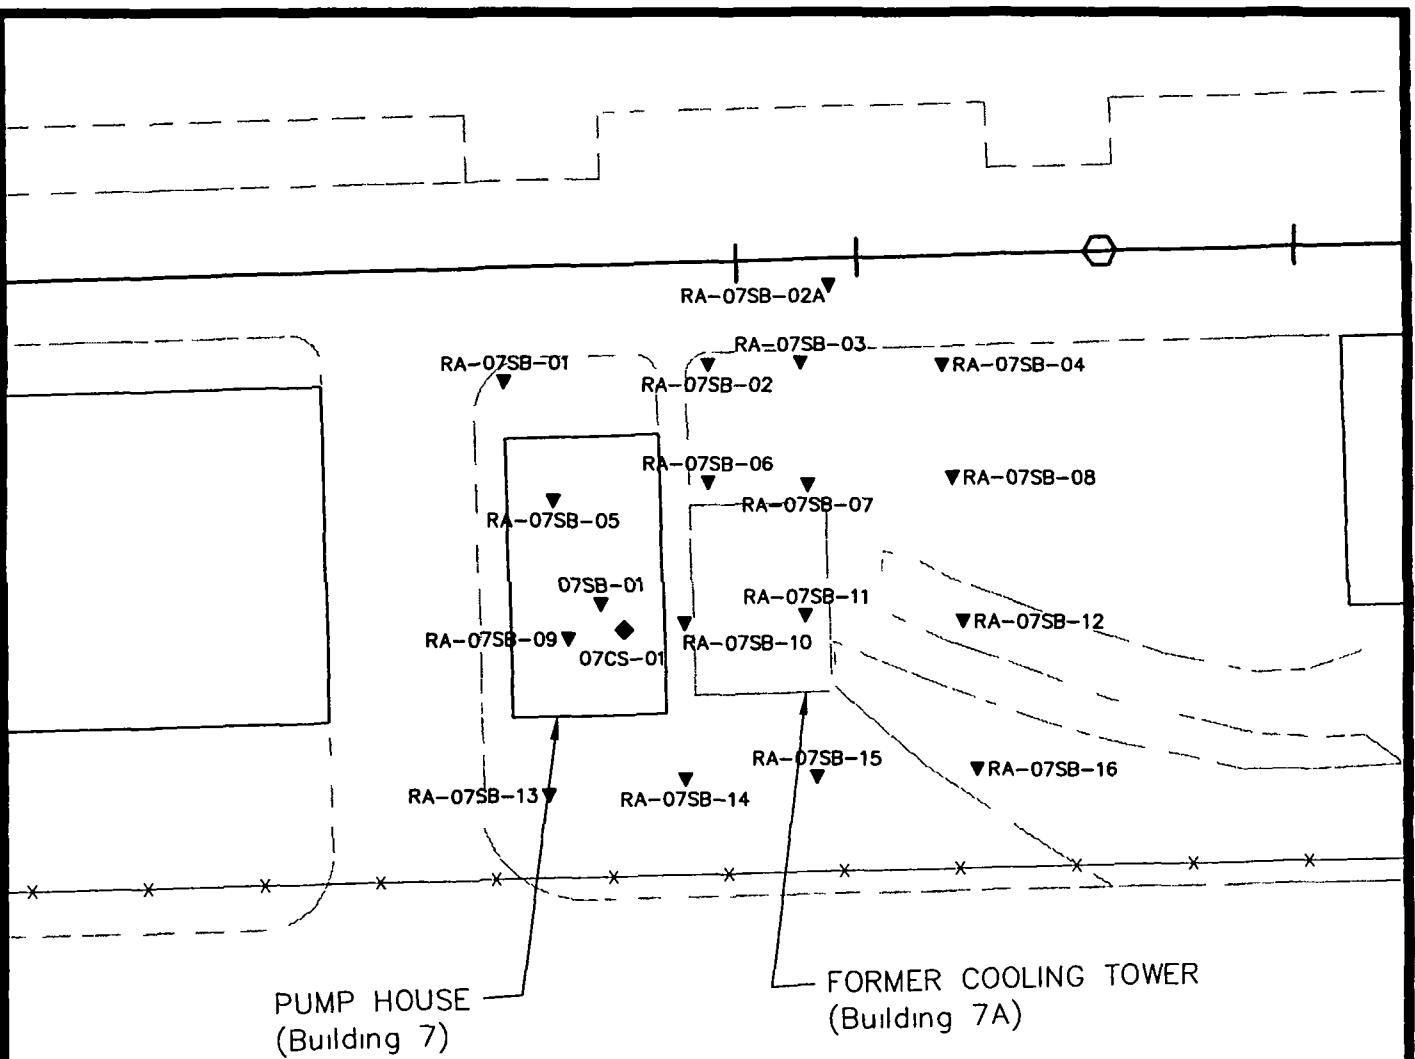 RA-07SB-02A
RA-07SB-03
RA-07SB-01
RA-07SB-02
RA-07SB-04
RA-07SB-06
RA-07SB-08
RA-07SB-07
RA-07SB-05
07SB-01
RA-07SB-11
RA-07SB-12
RA-07SB-09
RA-07SB-10
07CS-01
RA-07SB-15
RA-07SB-16
RA-07SB-13
RA-07SB-14
PUMP HOUSE
(Building 7)
FORMER COOLING TOWER
(Building 7A)